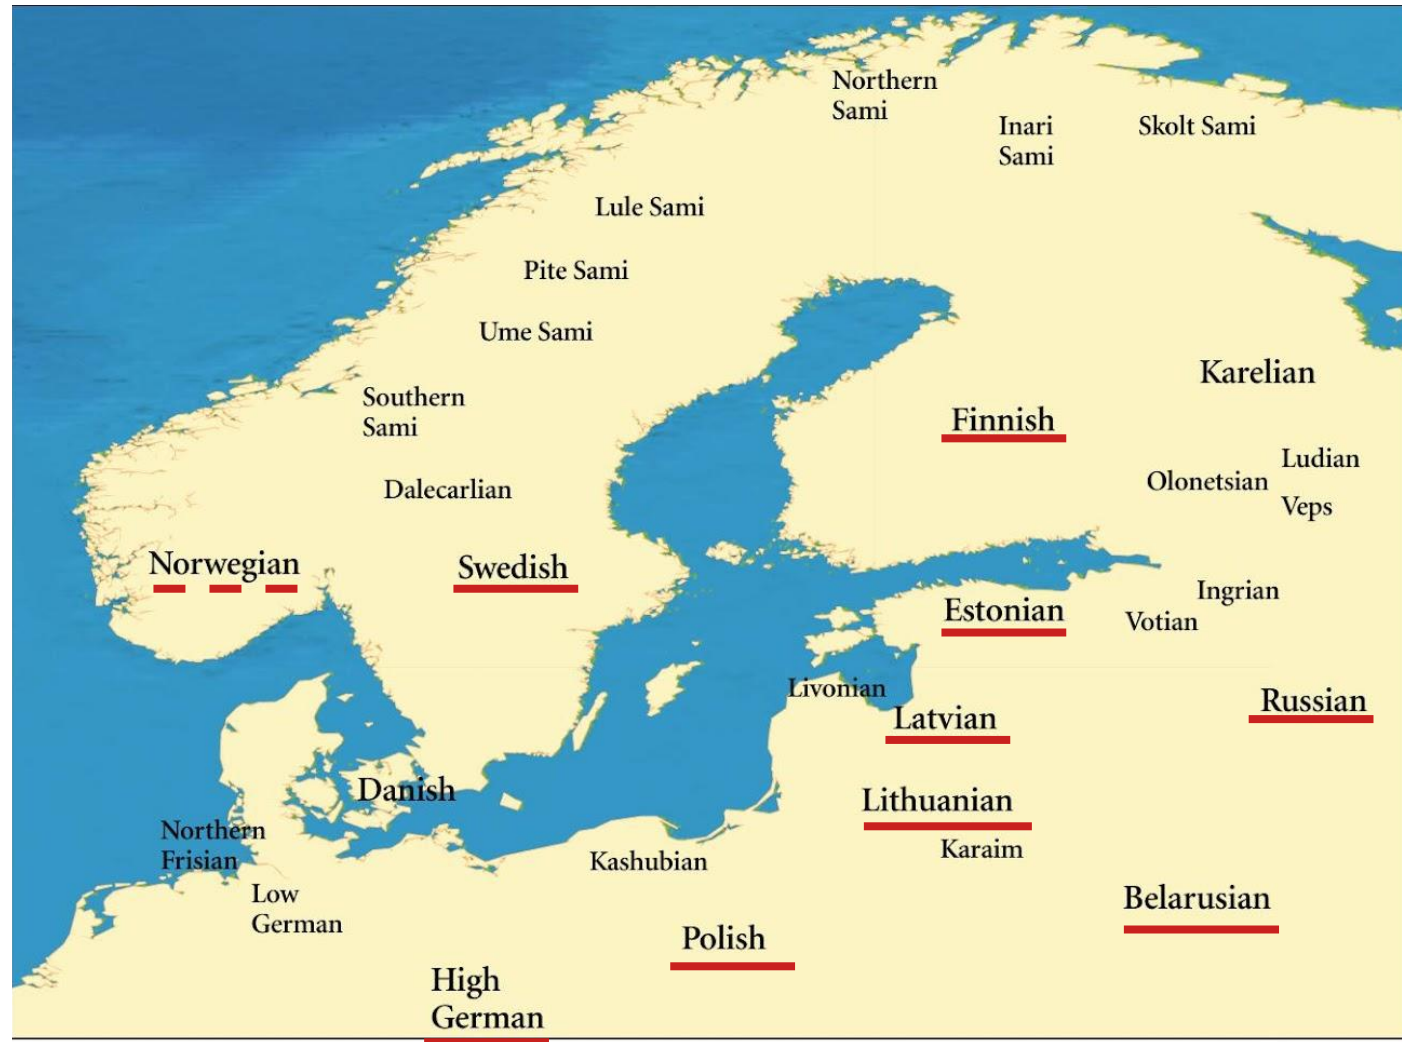 Northern
Sami
Inari
Sami
Skolt Sami
Lule Sami
Pite Sami
Ume Sami
Southern
Sami
Karelian
Finnish
Dalecarlian
Ludian
Olonetsian
Veps
Norwegian
Swedish
Ingrian
Estonian
Votian
Livonian
Russian
Latvian
Danish
Lithuanian
Northern
Frisian
Karaim
Kashubian
Low
German
Belarusian
Polish
High
German